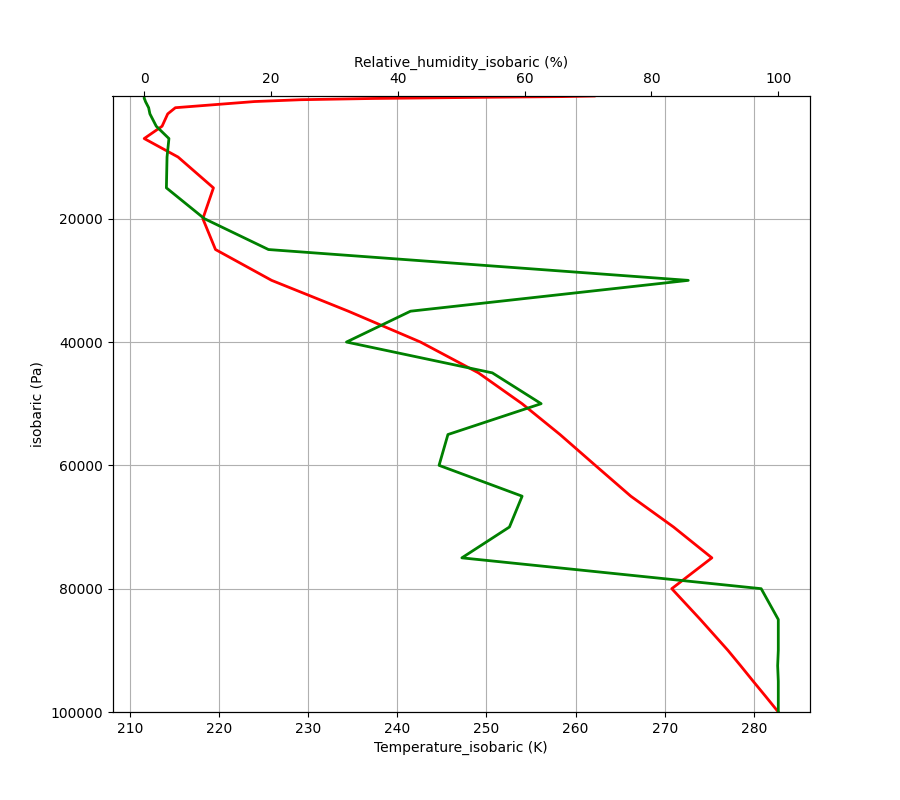 Relative_humidity_isobaric (%)
0 20 40 60 80 100
20000
40000
60000
80000
100000
isobaric (Pa)
210 220 230 240 250 260 270 280
Temperature_isobaric (K)